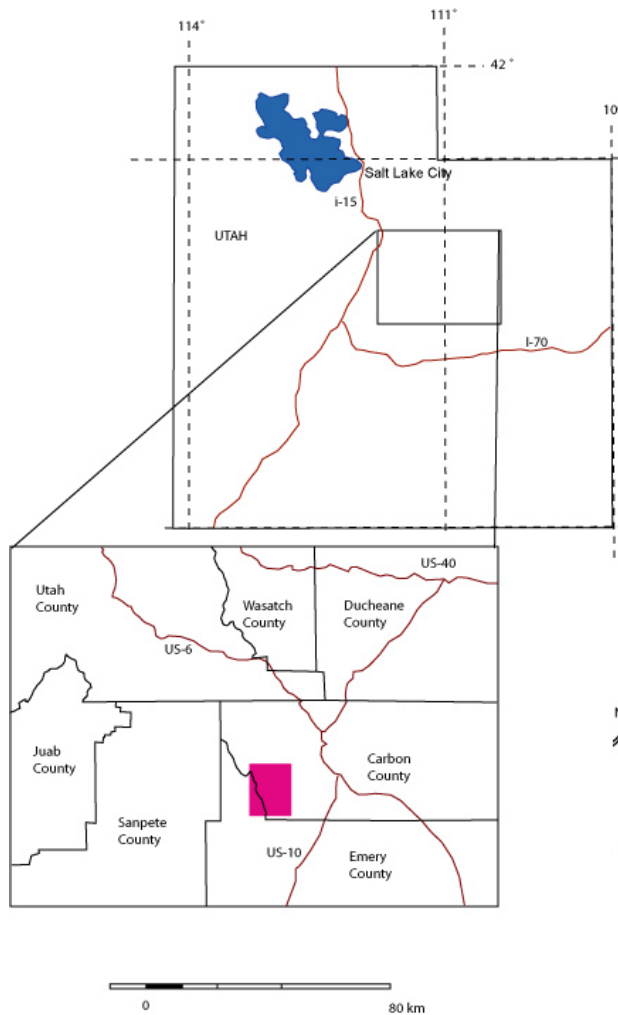 114°
111°
42°
10
Salt Lake City
i-15
UTAH
I-70
US-40
Utah
County
Wasatch
County
Ducheane
County
US-6
Juab
County
Carbon
County
Sanpete
County
US-10
Emery
County
N
0
80 km